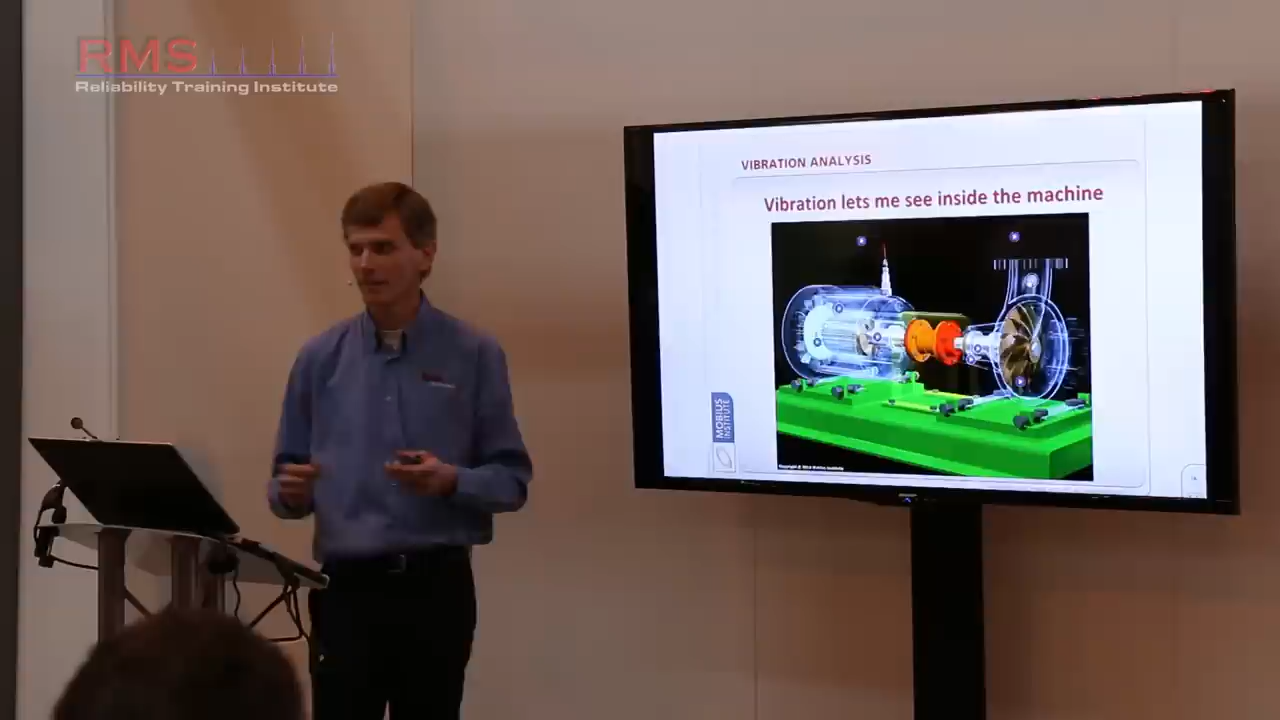 RMS
Reliability Training Institute
VIBRATION ANALYSIS
Vibration lets me see inside the machine
MOBIUS
INSTITUTE